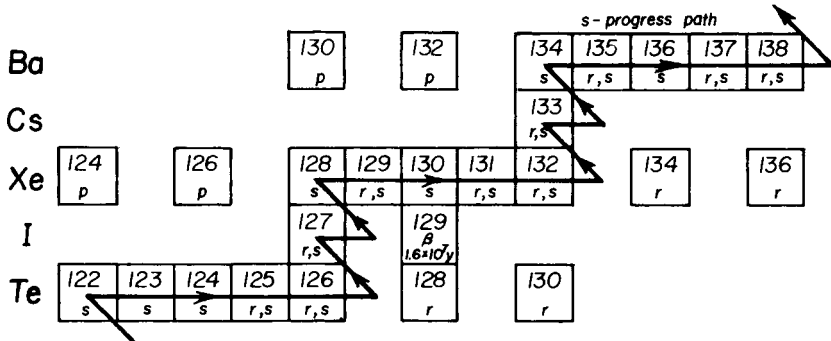 s-progress path
Ba 130 132 134 135 136 137 138
p p s r,s s r,s r,s
Cs 133
r,s
Xe 124 126 128 129 130 131 132 134 136
p p s r,s s r,s r,s r r
I 127 129
r,s β
1.6×10⁷y
Te 122 123 124 125 126 128 130
s s s r,s r,s r r